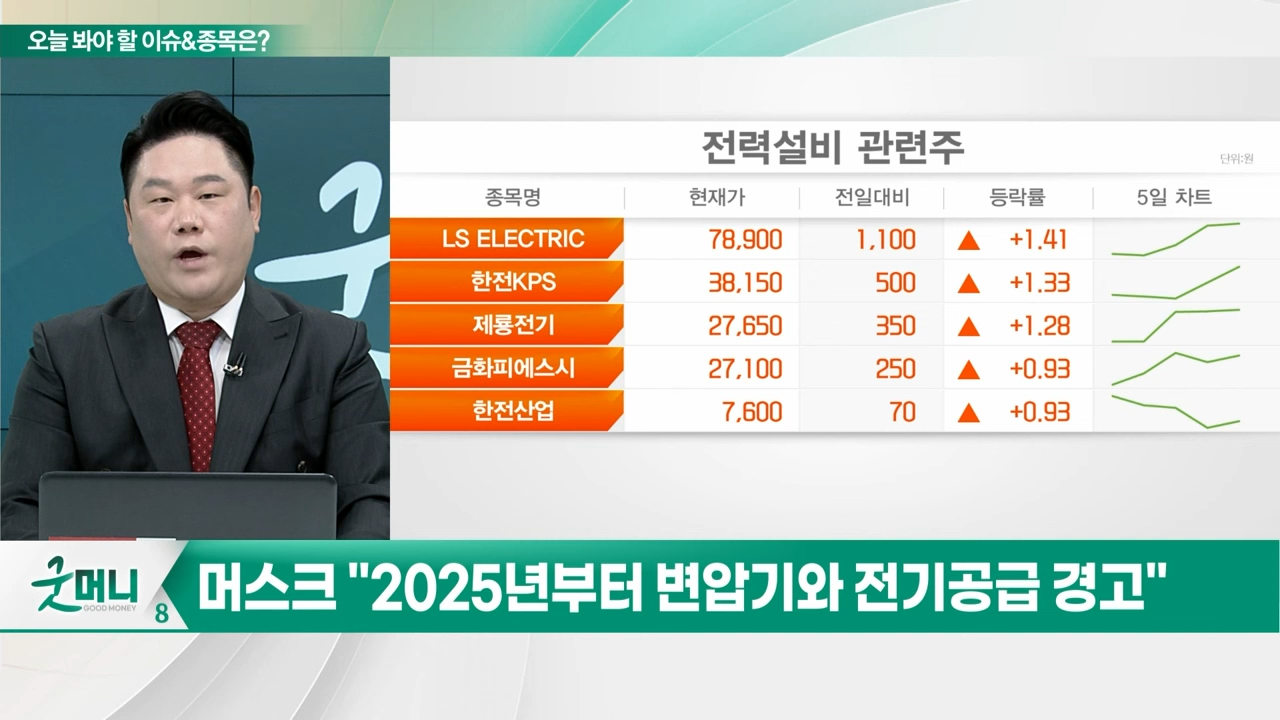 오늘 봐야 할 이슈&종목은?
전력설비 관련주
단위:원
종목명 현재가 전일대비 등락률 5일 차트
LS ELECTRIC 78,900 1,100 ▲ +1.41
한전KPS 38,150 500 ▲ +1.33
제룡전기 27,650 350 ▲ +1.28
금화피에스시 27,100 250 ▲ +0.93
한전산업 7,600 70 ▲ +0.93
굿머니
GOOD MONEY
8
머스크 "2025년부터 변압기와 전기공급 경고"